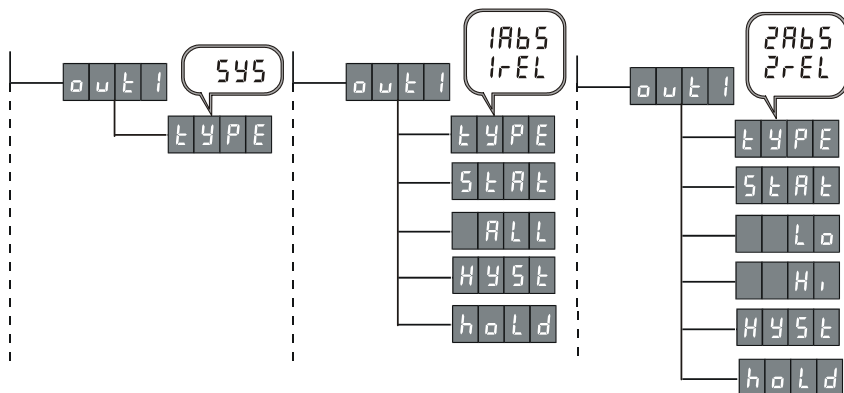 out1
SYS
tYPE
out1
1AbS
1rEL
tYPE
StAt
ALL
HYSt
hoLd
out1
2AbS
2rEL
tYPE
StAt
Lo
Hi
HYSt
hoLd